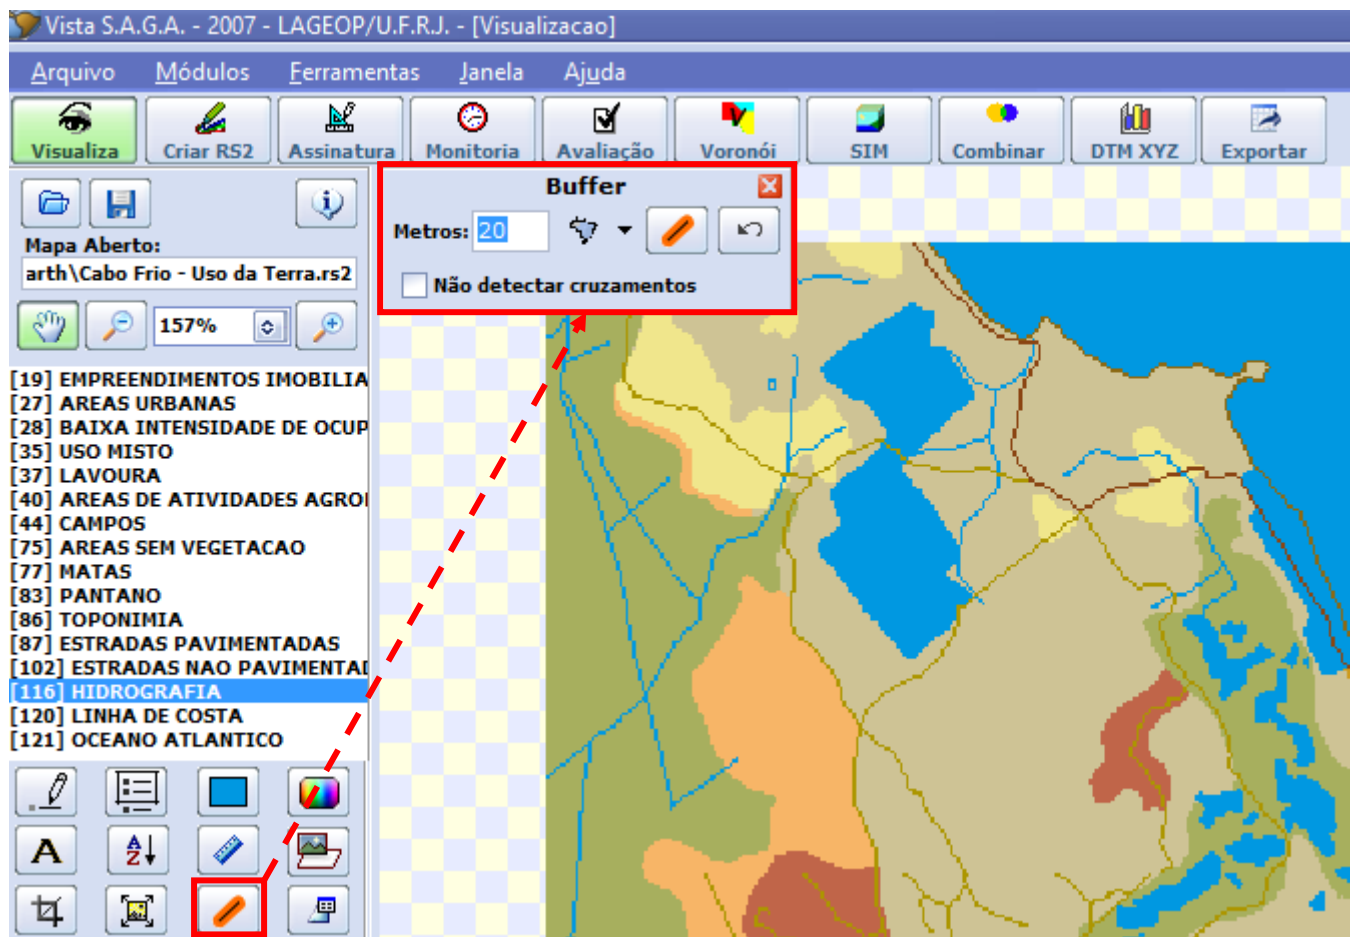 Vista S.A.G.A. - 2007 - LAGEOP/U.F.R.J. - [Visualizacao]
Arquivo Módulos Ferramentas Janela Ajuda
Visualiza Criar RS2 Assinatura Monitoria Avaliação Voronói SIM Combinar DTM XYZ Exportar
Buffer
Metros: 20
Não detectar cruzamentos
Mapa Aberto:
arth\Cabo Frio - Uso da Terra.rs2
157%
[19] EMPREENDIMENTOS IMOBILIA
[27] AREAS URBANAS
[28] BAIXA INTENSIDADE DE OCUP
[35] USO MISTO
[37] LAVOURA
[40] AREAS DE ATIVIDADES AGRO
[44] CAMPOS
[75] AREAS SEM VEGETACAO
[77] MATAS
[83] PANTANO
[86] TOPONIMIA
[87] ESTRADAS PAVIMENTADAS
[102] ESTRADAS NAO PAVIMENTAD
[116] HIDROGRAFIA
[120] LINHA DE COSTA
[121] OCEANO ATLANTICO
A
A
Z